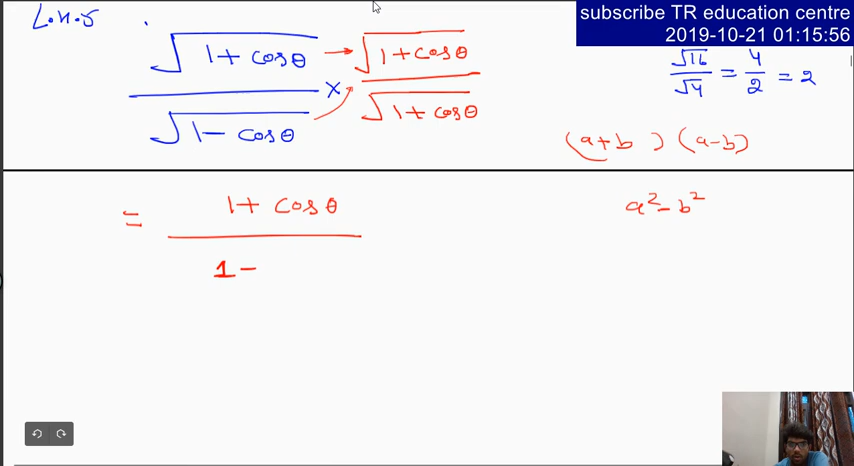 subscribe TR education centre
2019-10-21 01:15:56
L.H.S
√1+cosθ / √1-cosθ × √1+cosθ / √1+cosθ
√16/√4 = 4/2 = 2
(a+b)(a-b)
= 1+cosθ / 1-
a²-b²